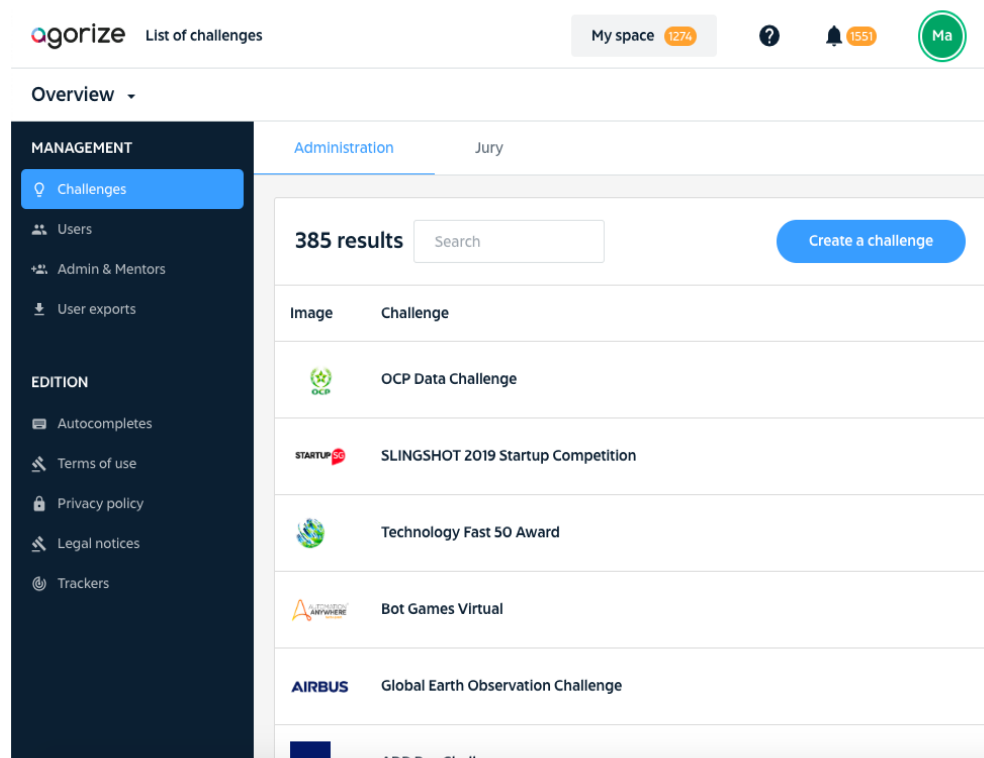 agorize List of challenges My space 1274 1551 Ma
Overview
MANAGEMENT
Challenges
Users
Admin & Mentors
User exports
EDITION
Autocompletes
Terms of use
Privacy policy
Legal notices
Trackers
Administration Jury
385 results Search Create a challenge
Image Challenge
OCP OCP Data Challenge
STARTUP SG SLINGSHOT 2019 Startup Competition
Technology Fast 50 Award
AUTOMATION
ANYWHERE
Bot Games Virtual
AIRBUS Global Earth Observation Challenge